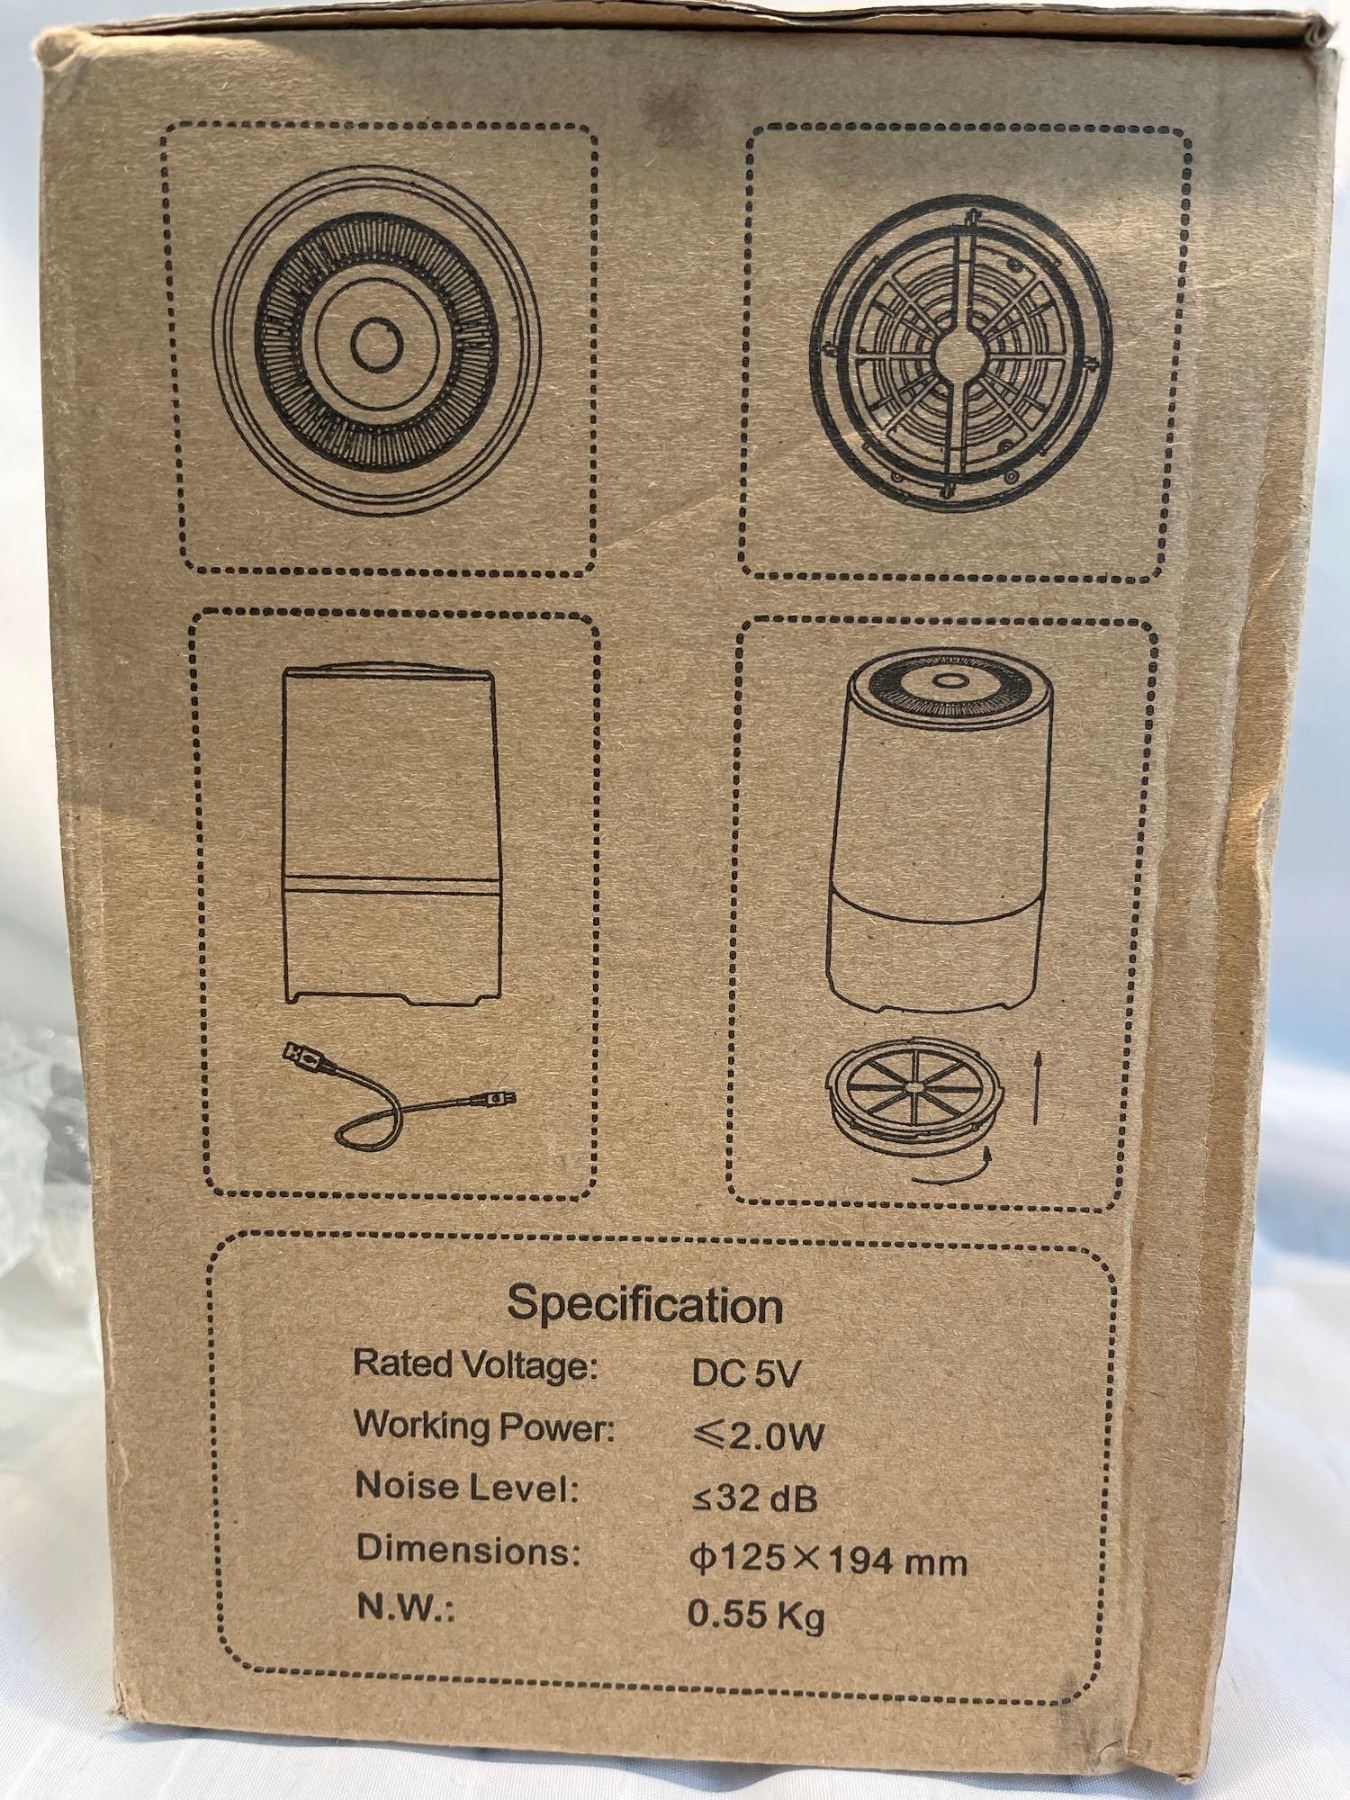 Specification
Rated Voltage: DC 5V
Working Power: ⩽2.0W
Noise Level: ≤32 dB
Dimensions: ϕ125×194 mm
N.W.: 0.55 Kg